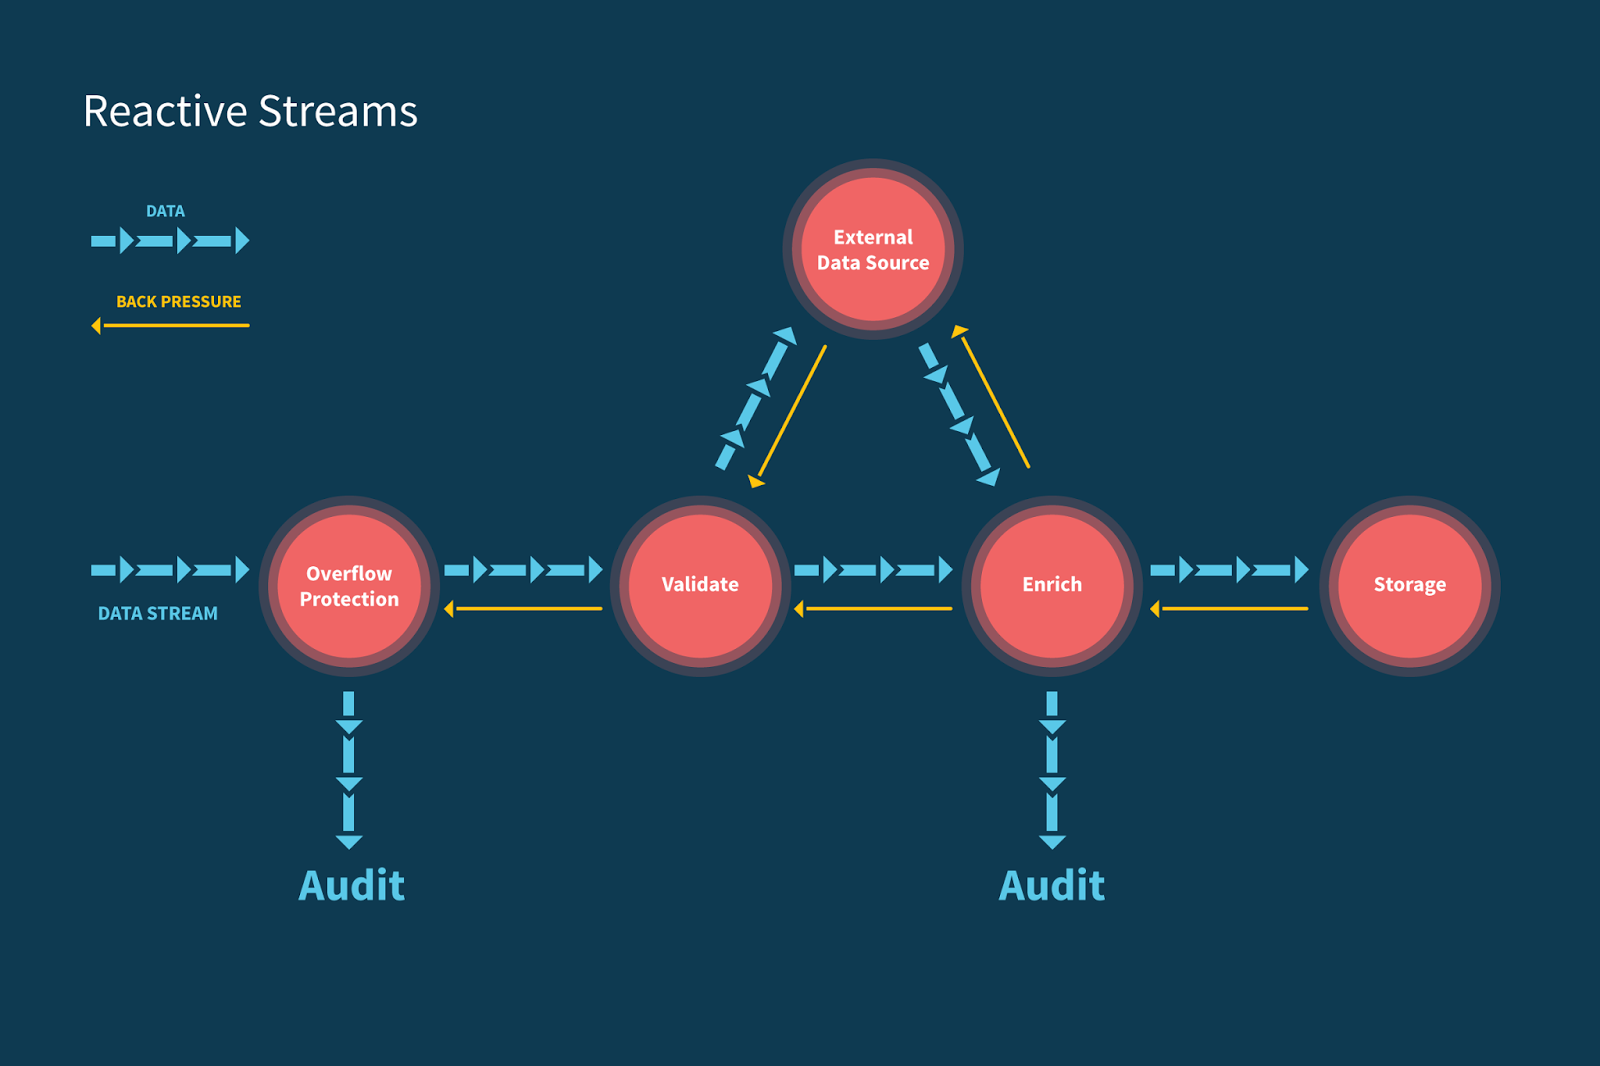 Reactive Streams
DATA
BACK PRESSURE
External
Data Source
DATA STREAM
Overflow
Protection
Validate
Enrich
Storage
Audit
Audit